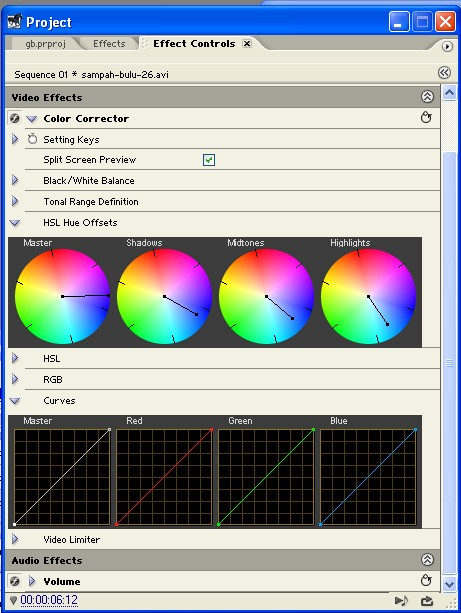 Project
gb.prproj Effects Effect Controls
Sequence 01 * sampah-bulu-26.avi
Video Effects
Color Corrector
Setting Keys
Split Screen Preview
Black/White Balance
Tonal Range Definition
HSL Hue Offsets
Master Shadows Midtones Highlights
HSL
RGB
Curves
Master Red Green Blue
Video Limiter
Audio Effects
Volume
00:00:06:12